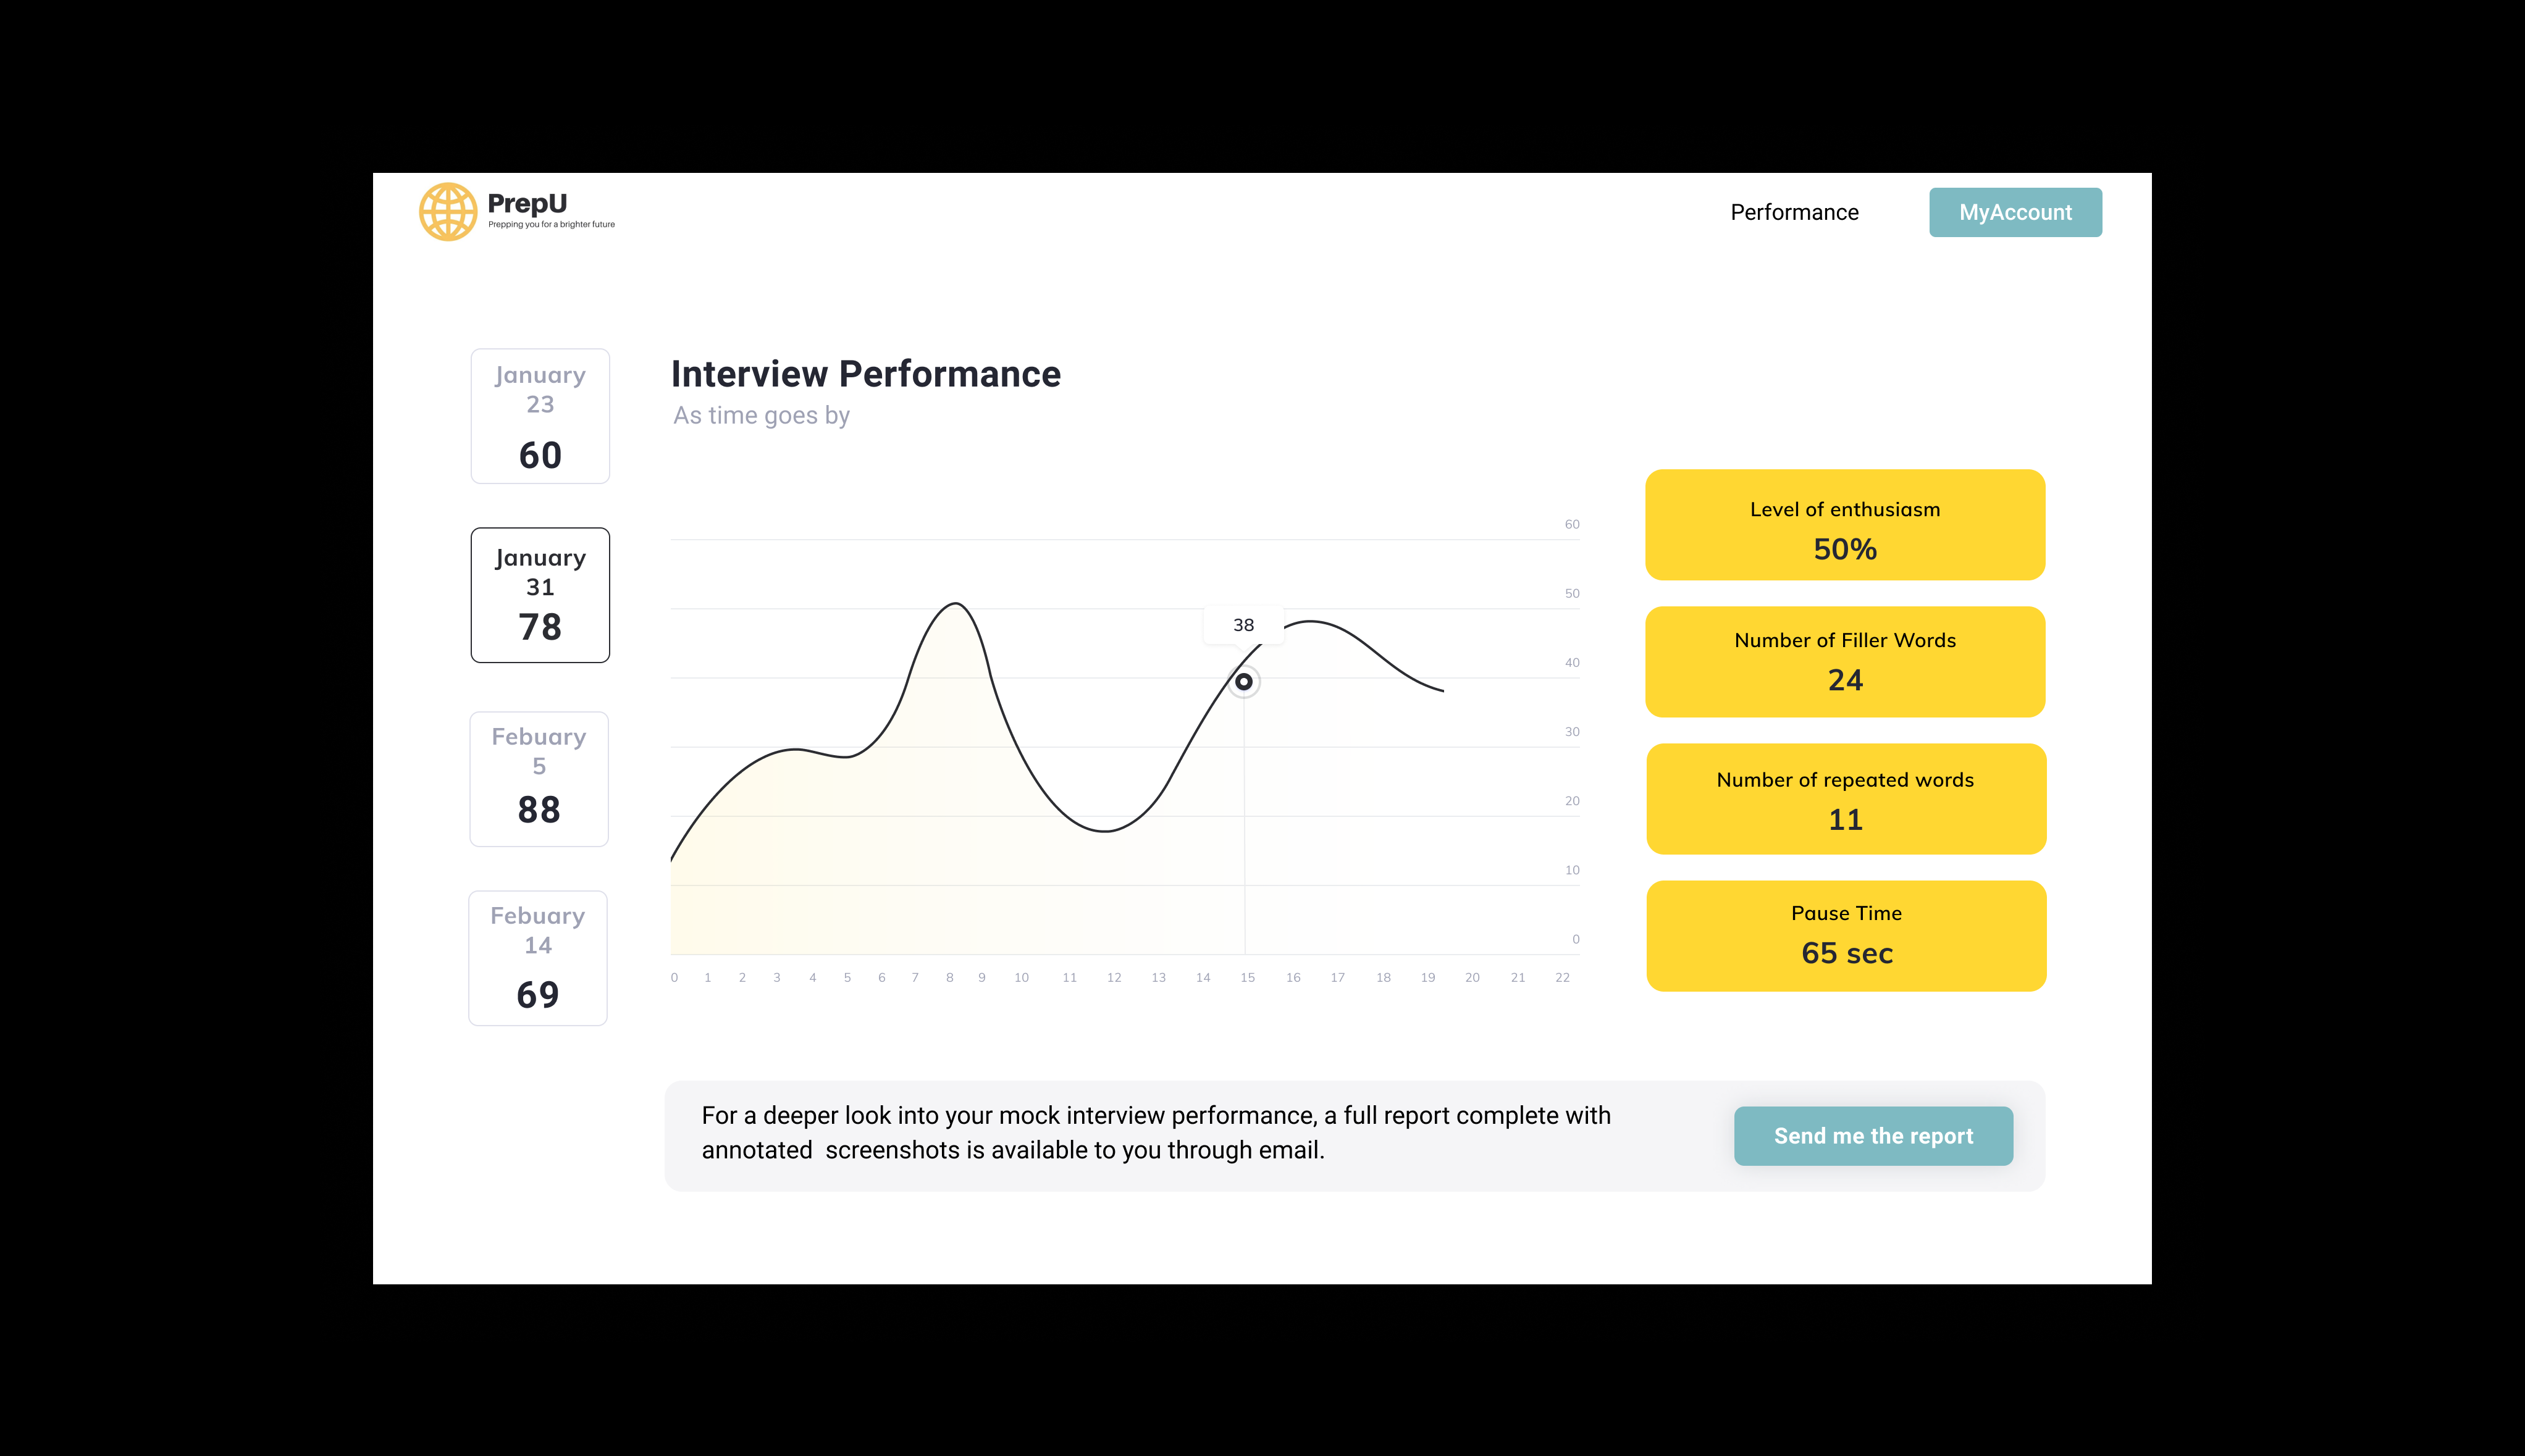 PrepU
Prepping you for a brighter future
Performance
MyAccount
January
23
60
January
31
78
Febuary
5
88
Febuary
14
69
Interview Performance
As time goes by
60
50
40
30
20
10
0
38
0 1 2 3 4 5 6 7 8 9 10 11 12 13 14 15 16 17 18 19 20 21 22
Level of enthusiasm
50%
Number of Filler Words
24
Number of repeated words
11
Pause Time
65 sec
For a deeper look into your mock interview performance, a full report complete with
annotated  screenshots is available to you through email.
Send me the report